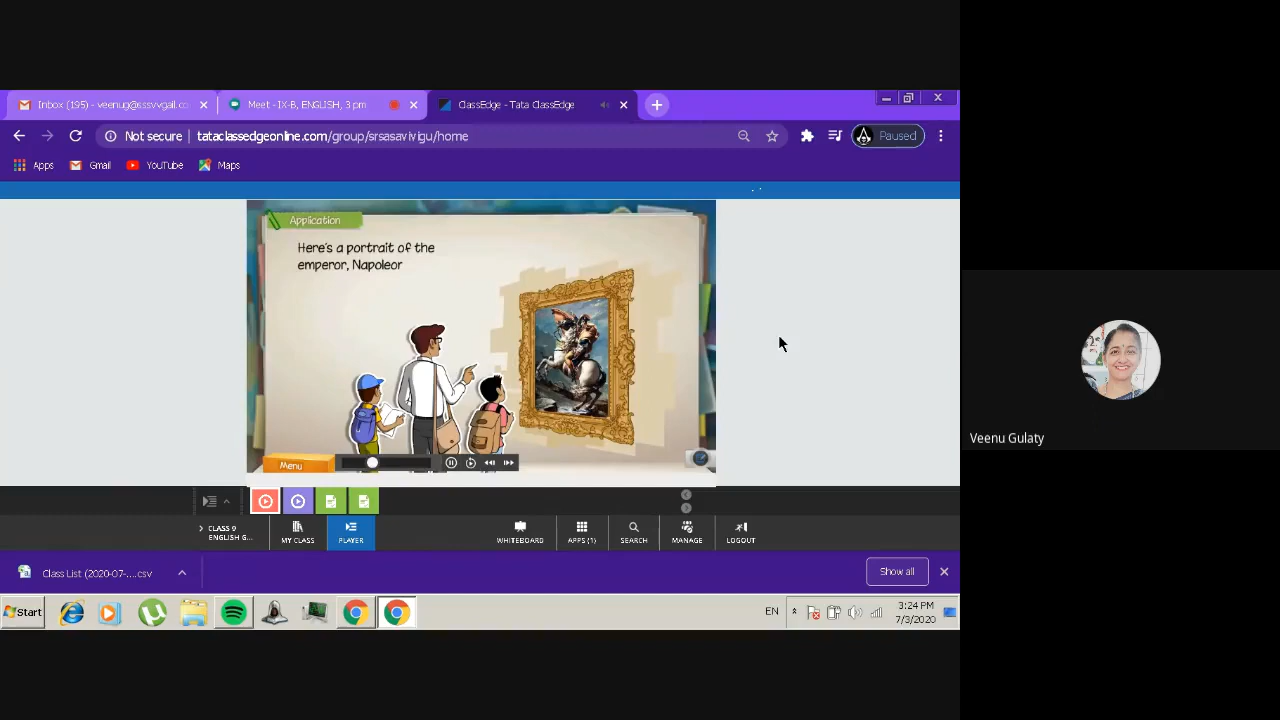 Inbox (195) - veenug@sssvvgail.co
Meet - IX-B, ENGLISH, 3 pm
ClassEdge - Tata ClassEdge
Not secure | tataclassedgeonline.com/group/srsasavivigu/home
Paused
Apps
Gmail
YouTube
Maps
Application
Here's a portrait of the
emperor, Napoleor
Menu
Veenu Gulaty
CLASS 9
ENGLISH G...
MY CLASS
PLAYER
WHITEBOARD
APPS (1)
SEARCH
MANAGE
LOGOUT
Class List (2020-07-....csv
Show all
Start
EN
3:24 PM
7/3/2020